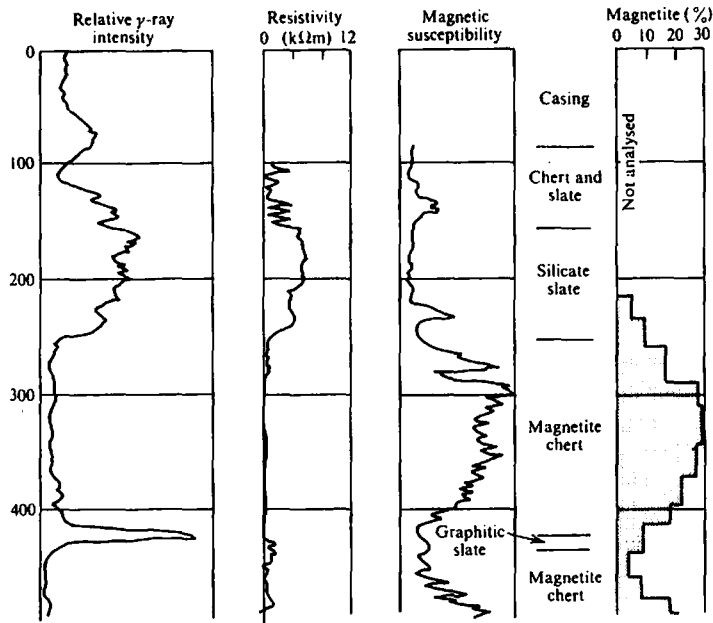 Relative γ-ray
intensity
Resistivity
0 (kΩm) 12
Magnetic
susceptibility
Magnetite (%)
0 10 20 30
0
100
200
300
400
Casing
Chert and
slate
Silicate
slate
Magnetite
chert
Graphitic
slate
Magnetite
chert
Not analysed